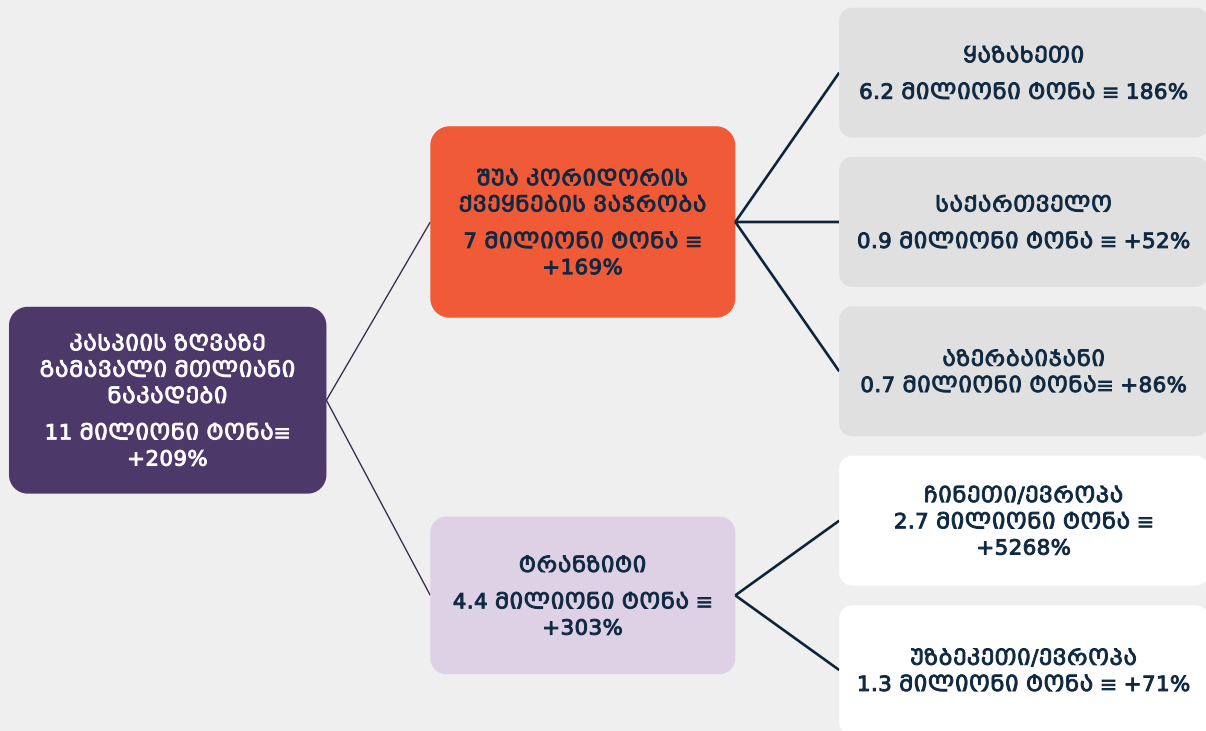 კასპიის ზღვაზე
გამავალი მთლიანი
ნაკადები
11 მილიონი ტონა≡
+209%
შუა კორიდორის
ქვეყნების ვაჭრობა
7 მილიონი ტონა ≡
+169%
ტრანზიტი
4.4 მილიონი ტონა ≡
+303%
ყაზახეთი
6.2 მილიონი ტონა ≡ 186%
საქართველო
0.9 მილიონი ტონა ≡ +52%
აზერბაიჯანი
0.7 მილიონი ტონა≡ +86%
ჩინეთი/ევროპა
2.7 მილიონი ტონა ≡
+5268%
უზბეკეთი/ევროპა
1.3 მილიონი ტონა ≡ +71%